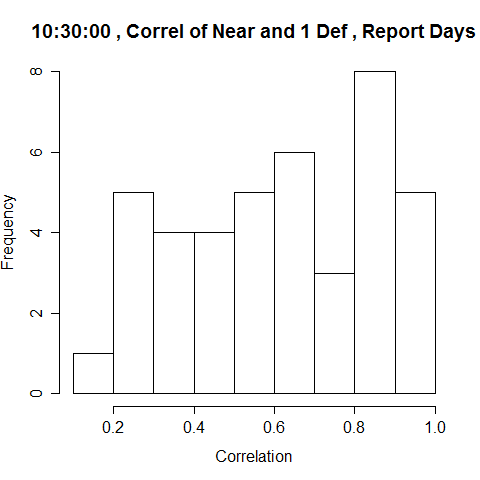 10:30:00 , Correl of Near and 1 Def , Report Days
8
6
4
2
0
Frequency
0.2 0.4 0.6 0.8 1.0
Correlation